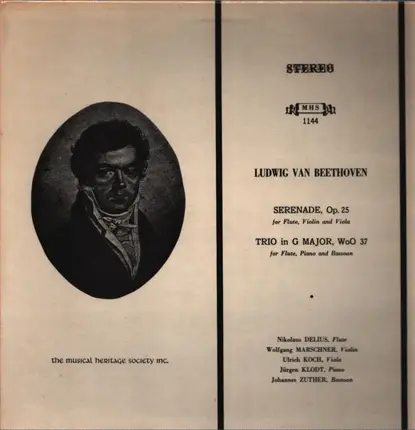 STEREO
MHS
1144
LUDWIG VAN BEETHOVEN
SERENADE, Op. 25
for Flute, Violin and Viola
TRIO in G MAJOR, WoO 37
for Flute, Piano and Bassoon
Nikolaus DELIUS, Flute
Wolfgang MARSCHNER, Violin
Ulrich KOCH, Viola
Jürgen KLODT, Piano
Johannes ZUTHER, Bassoon
the musical heritage society inc.